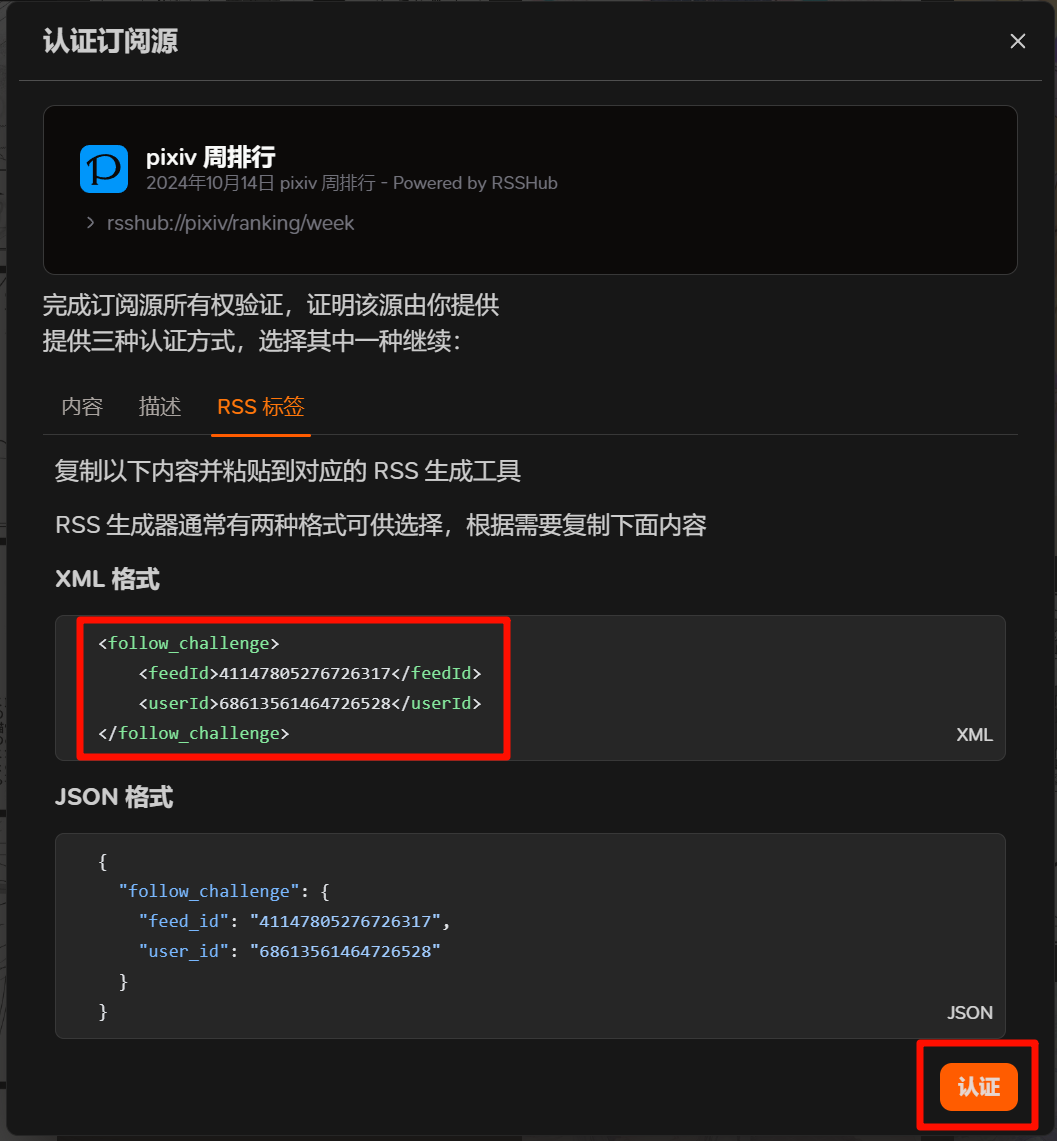 认证订阅源
pixiv 周排行
2024年10月14日 pixiv 周排行 - Powered by RSSHub
rsshub://pixiv/ranking/week
完成订阅源所有权验证，证明该源由你提供
提供三种认证方式，选择其中一种继续：
内容 描述 RSS 标签
复制以下内容并粘贴到对应的 RSS 生成工具
RSS 生成器通常有两种格式可供选择，根据需要复制下面内容
XML 格式
<follow_challenge>
    <feedId>41147805276726317</feedId>
    <userId>68613561464726528</userId>
</follow_challenge>
XML
JSON 格式
{
  "follow_challenge": {
    "feed_id": "41147805276726317",
    "user_id": "68613561464726528"
  }
}
JSON
认证